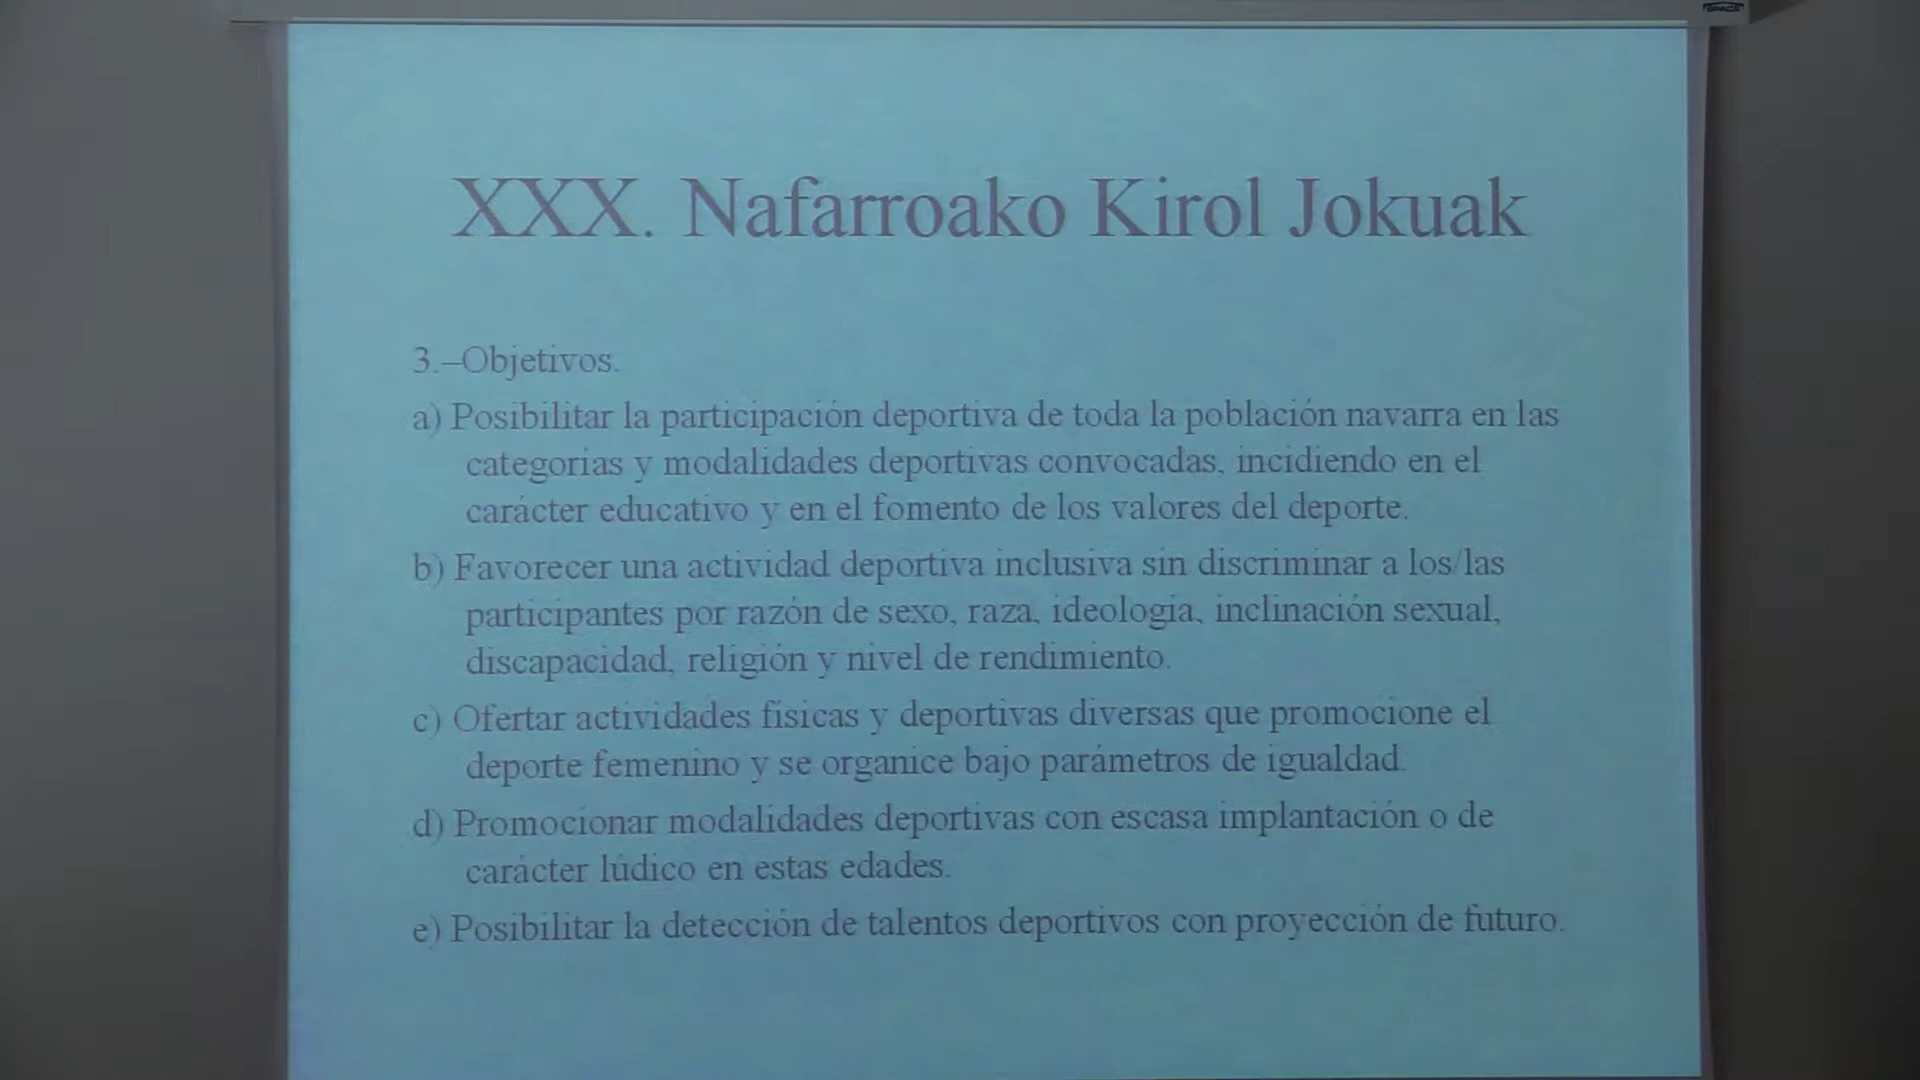 SPACE
XXX. Nafarroako Kirol Jokuak
3.–Objetivos.
a) Posibilitar la participación deportiva de toda la población navarra en las
categorias y modalidades deportivas convocadas, incidiendo en el
carácter educativo y en el fomento de los valores del deporte.
b) Favorecer una actividad deportiva inclusiva sin discriminar a los/las
participantes por razón de sexo, raza, ideología, inclinación sexual,
discapacidad, religión y nivel de rendimiento.
c) Ofertar actividades físicas y deportivas diversas que promocione el
deporte femenino y se organice bajo parámetros de igualdad.
d) Promocionar modalidades deportivas con escasa implantación o de
carácter lúdico en estas edades.
e) Posibilitar la detección de talentos deportivos con proyección de futuro.